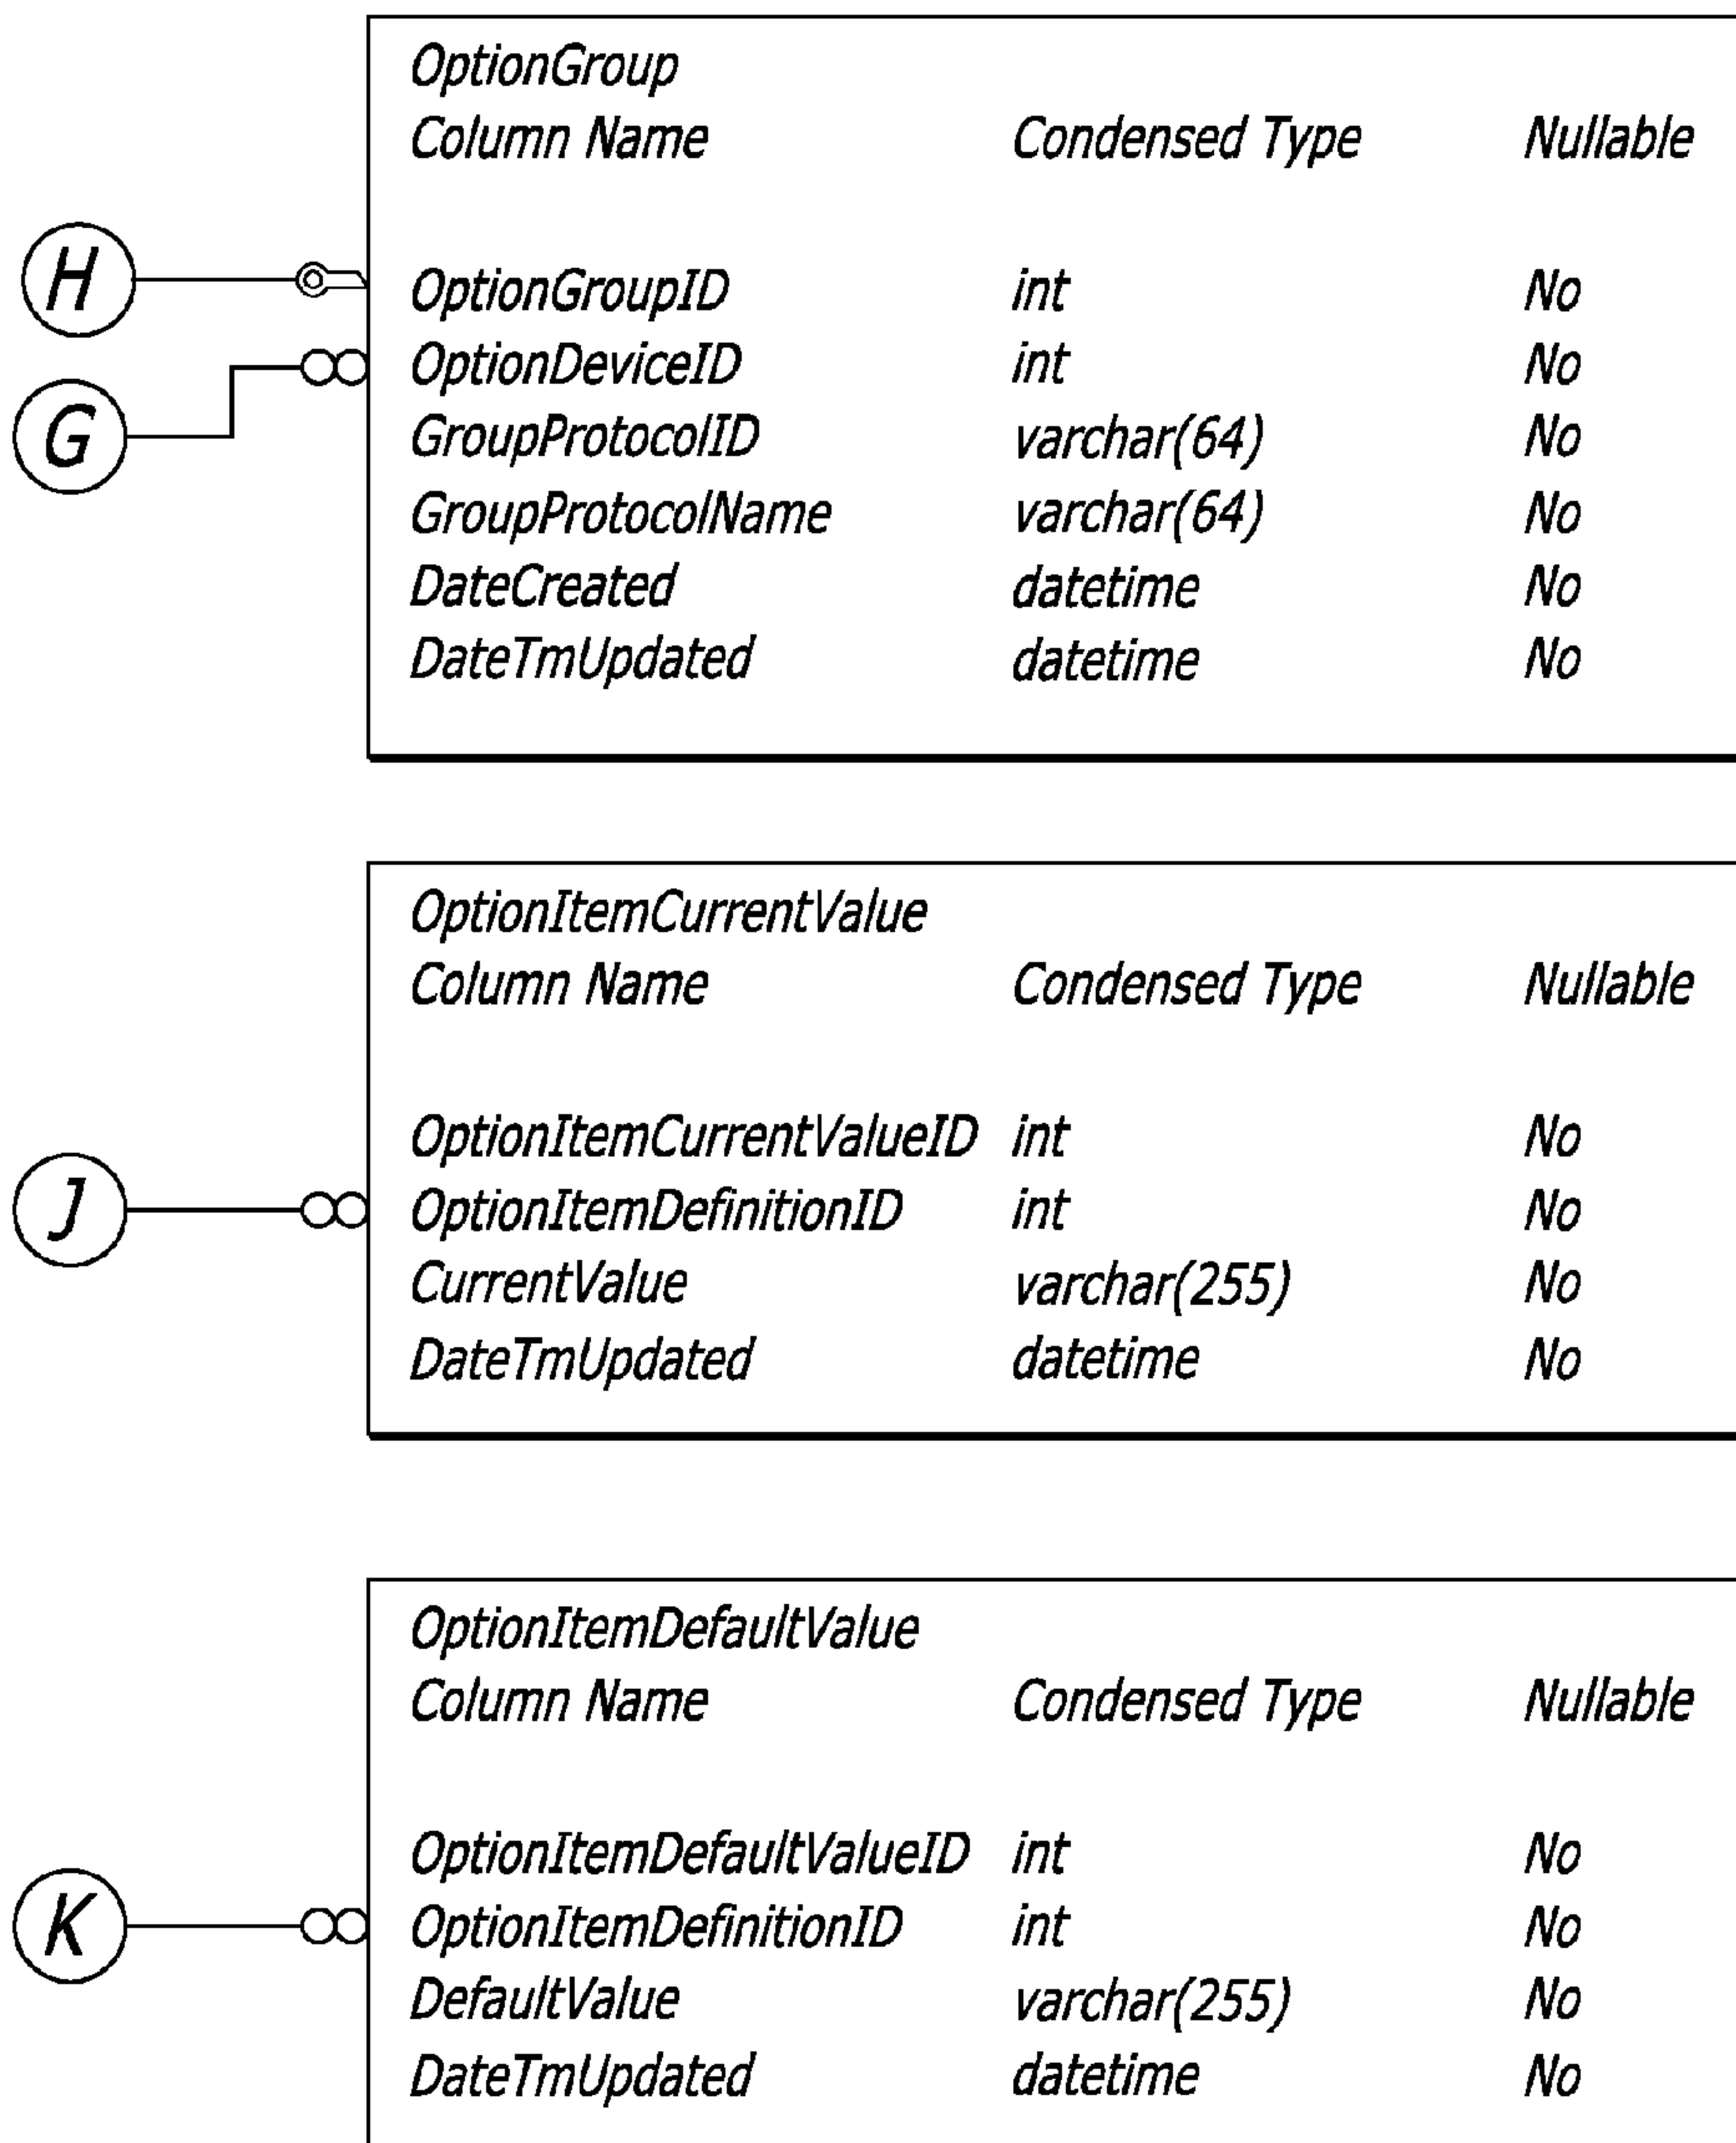 OptionGroup
Column Name Condensed Type Nullable
H
OptionGroupID int No
OptionDeviceID int No
G
GroupProtocolID varchar(64) No
GroupProtocolName varchar(64) No
DateCreated datetime No
DateTmUpdated datetime No
OptionItemCurrentValue
Column Name Condensed Type Nullable
OptionItemCurrentValueID int No
J
OptionItemDefinitionID int No
CurrentValue varchar(255) No
DateTmUpdated datetime No
OptionItemDefaultValue
Column Name Condensed Type Nullable
OptionItemDefaultValueID int No
K
OptionItemDefinitionID int No
DefaultValue varchar(255) No
DateTmUpdated datetime No